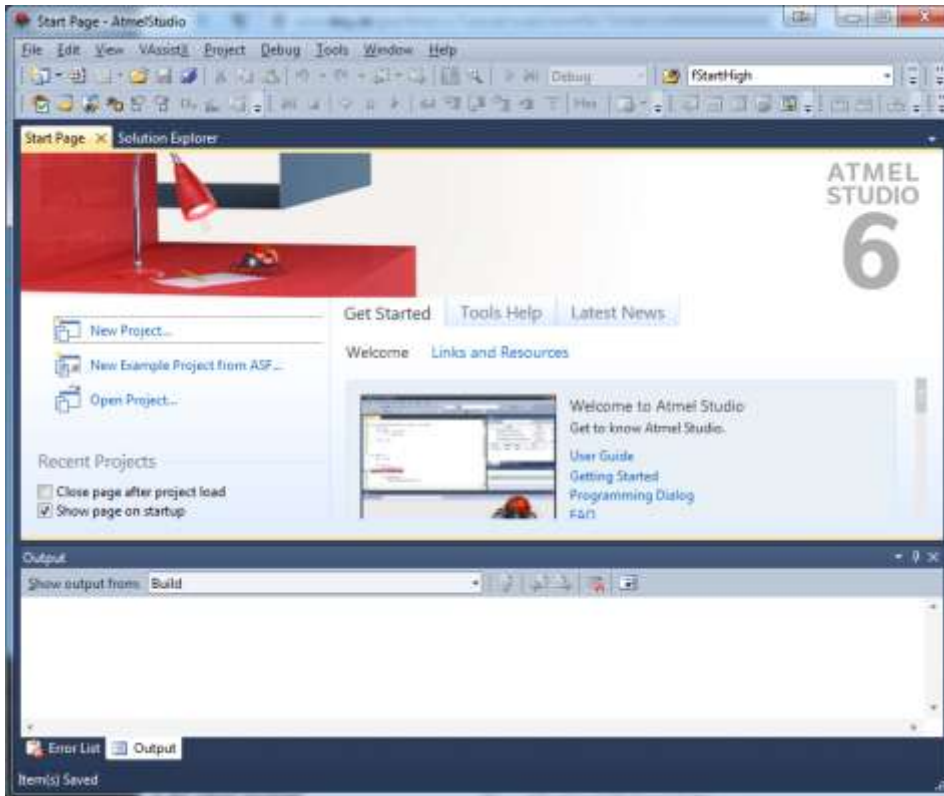 Start Page - AtmelStudio
File Edit View VAssistX Project Debug Tools Window Help
Debug fStartHigh
Hex
Start Page Solution Explorer
ATMEL
STUDIO
6
New Project...
New Example Project from ASF...
Open Project...
Recent Projects
Close page after project load
Show page on startup
Get Started Tools Help Latest News
Welcome Links and Resources
Welcome to Atmel Studio
Get to know Atmel Studio.
User Guide
Getting Started
Programming Dialog
FAQ
Output
Show output from: Build
Error List Output
Item(s) Saved